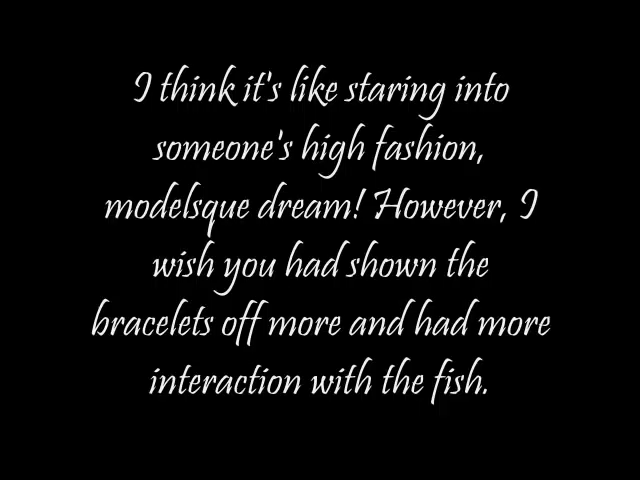 I think it's like staring into
someone's high fashion,
modelsque dream! However, I
wish you had shown the
bracelets off more and had more
interaction with the fish.